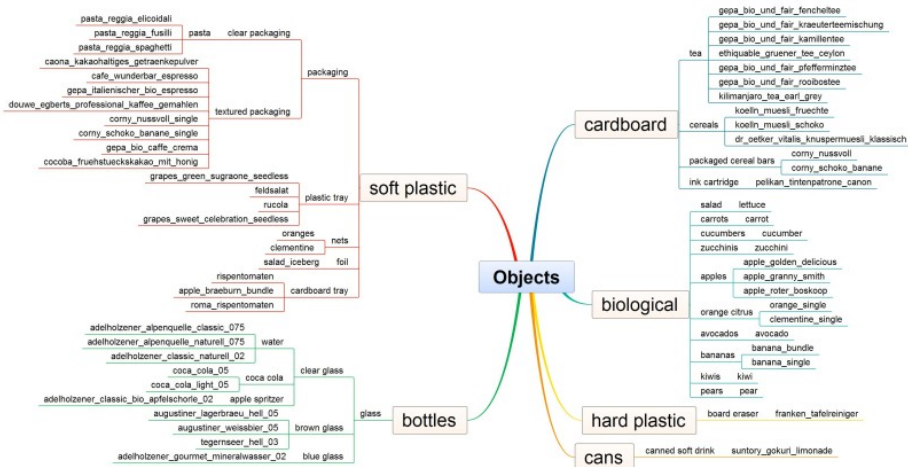 Objects
soft plastic
packaging
clear packaging
pasta
pasta_reggia_elicoidali
pasta_reggia_fusilli
pasta_reggia_spaghetti
textured packaging
caona_kakaohaltiges_getraenkepulver
cafe_wunderbar_espresso
gepa_italienischer_bio_espresso
douwe_egberts_professional_kaffee_gemahlen
corny_nussvoll_single
corny_schoko_banane_single
gepa_bio_caffe_crema
cocoba_fruehstueckskakao_mit_honig
plastic tray
grapes_green_sugraone_seedless
feldsalat
rucola
grapes_sweet_celebration_seedless
nets
oranges
clementine
foil
salad_iceberg
cardboard tray
rispentomaten
apple_braeburn_bundle
roma_rispentomaten
bottles
glass
clear glass
water
adelholzener_alpenquelle_classic_075
adelholzener_alpenquelle_naturell_075
adelholzener_classic_naturell_02
coca cola
coca_cola_05
coca_cola_light_05
apple spritzer
adelholzener_classic_bio_apfelschorle_02
brown glass
augustiner_lagerbraeu_hell_05
augustiner_weissbier_05
tegernseer_hell_03
blue glass
adelholzener_gourmet_mineralwasser_02
cardboard
tea
gepa_bio_und_fair_fencheltee
gepa_bio_und_fair_kraeuterteemischung
gepa_bio_und_fair_kamillentee
ethiquable_gruener_tee_ceylon
gepa_bio_und_fair_pfefferminztee
gepa_bio_und_fair_rooibostee
kilimanjaro_tea_earl_grey
cereals
koelln_muesli_fruechte
koelln_muesli_schoko
dr_oetker_vitalis_knuspermuesli_klassisch
packaged cereal bars
corny_nussvoll
corny_schoko_banane
ink cartridge
pelikan_tintenpatrone_canon
biological
salad
lettuce
carrots
carrot
cucumbers
cucumber
zucchinis
zucchini
apples
apple_golden_delicious
apple_granny_smith
apple_roter_boskoop
orange citrus
orange_single
clementine_single
avocados
avocado
bananas
banana_bundle
banana_single
kiwis
kiwi
pears
pear
hard plastic
board eraser
franken_tafelreiniger
cans
canned soft drink
suntory_gokuri_limonade